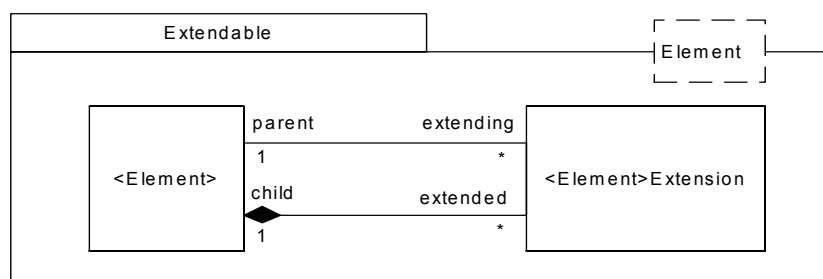 Extendable
Element
parent
extending
1
*
<Element>
<Element>Extension
child
extended
1
*